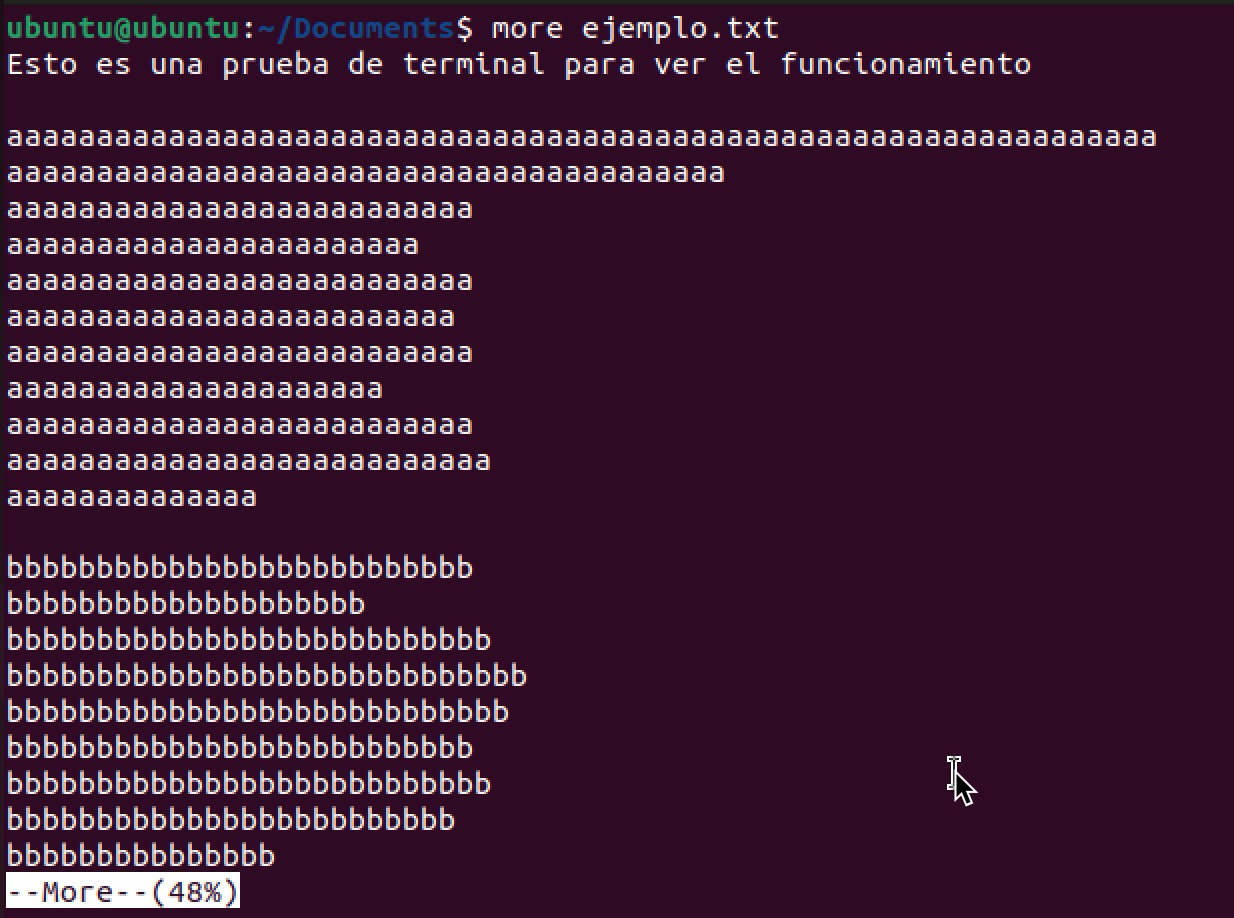 ubuntu@ubuntu:~/Documents$ more ejemplo.txt
Esto es una prueba de terminal para ver el funcionamiento
aaaaaaaaaaaaaaaaaaaaaaaaaaaaaaaaaaaaaaaaaaaaaaaaaaaaaaaaaaaaaaaa
aaaaaaaaaaaaaaaaaaaaaaaaaaaaaaaaaaaaaaaa
aaaaaaaaaaaaaaaaaaaaaaaaaa
aaaaaaaaaaaaaaaaaaaaaaa
aaaaaaaaaaaaaaaaaaaaaaaaaa
aaaaaaaaaaaaaaaaaaaaaaaaa
aaaaaaaaaaaaaaaaaaaaaaaaaa
aaaaaaaaaaaaaaaaaaaaa
aaaaaaaaaaaaaaaaaaaaaaaaaa
aaaaaaaaaaaaaaaaaaaaaaaaaaa
aaaaaaaaaaaaaa
bbbbbbbbbbbbbbbbbbbbbbbbbb
bbbbbbbbbbbbbbbbbbbb
bbbbbbbbbbbbbbbbbbbbbbbbbbb
bbbbbbbbbbbbbbbbbbbbbbbbbbbbb
bbbbbbbbbbbbbbbbbbbbbbbbbbbb
bbbbbbbbbbbbbbbbbbbbbbbbbb
bbbbbbbbbbbbbbbbbbbbbbbbbbb
bbbbbbbbbbbbbbbbbbbbbbbbb
bbbbbbbbbbbbbbb
--More--(48%)